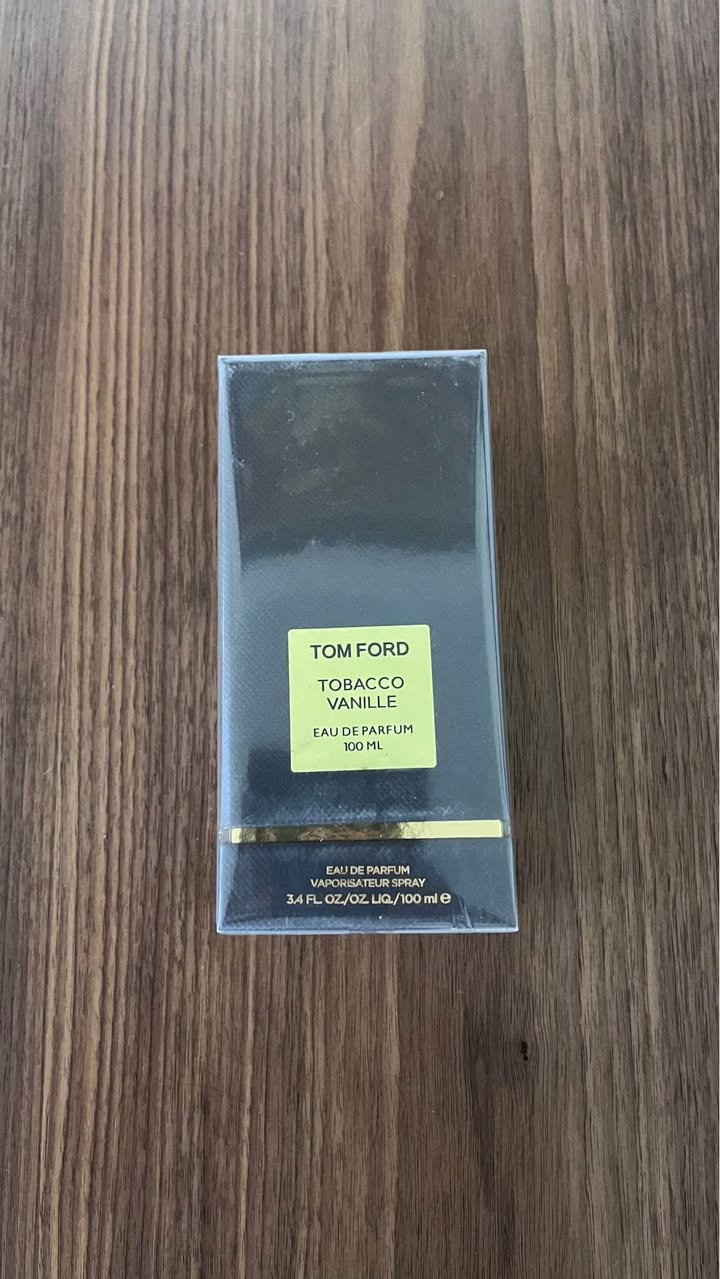 TOM FORD
TOBACCO
VANILLE
EAU DE PARFUM
100 ML
EAU DE PARFUM
VAPORISATEUR SPRAY
3.4 FL. OZ./OZ. LIQ./100 ml ℮